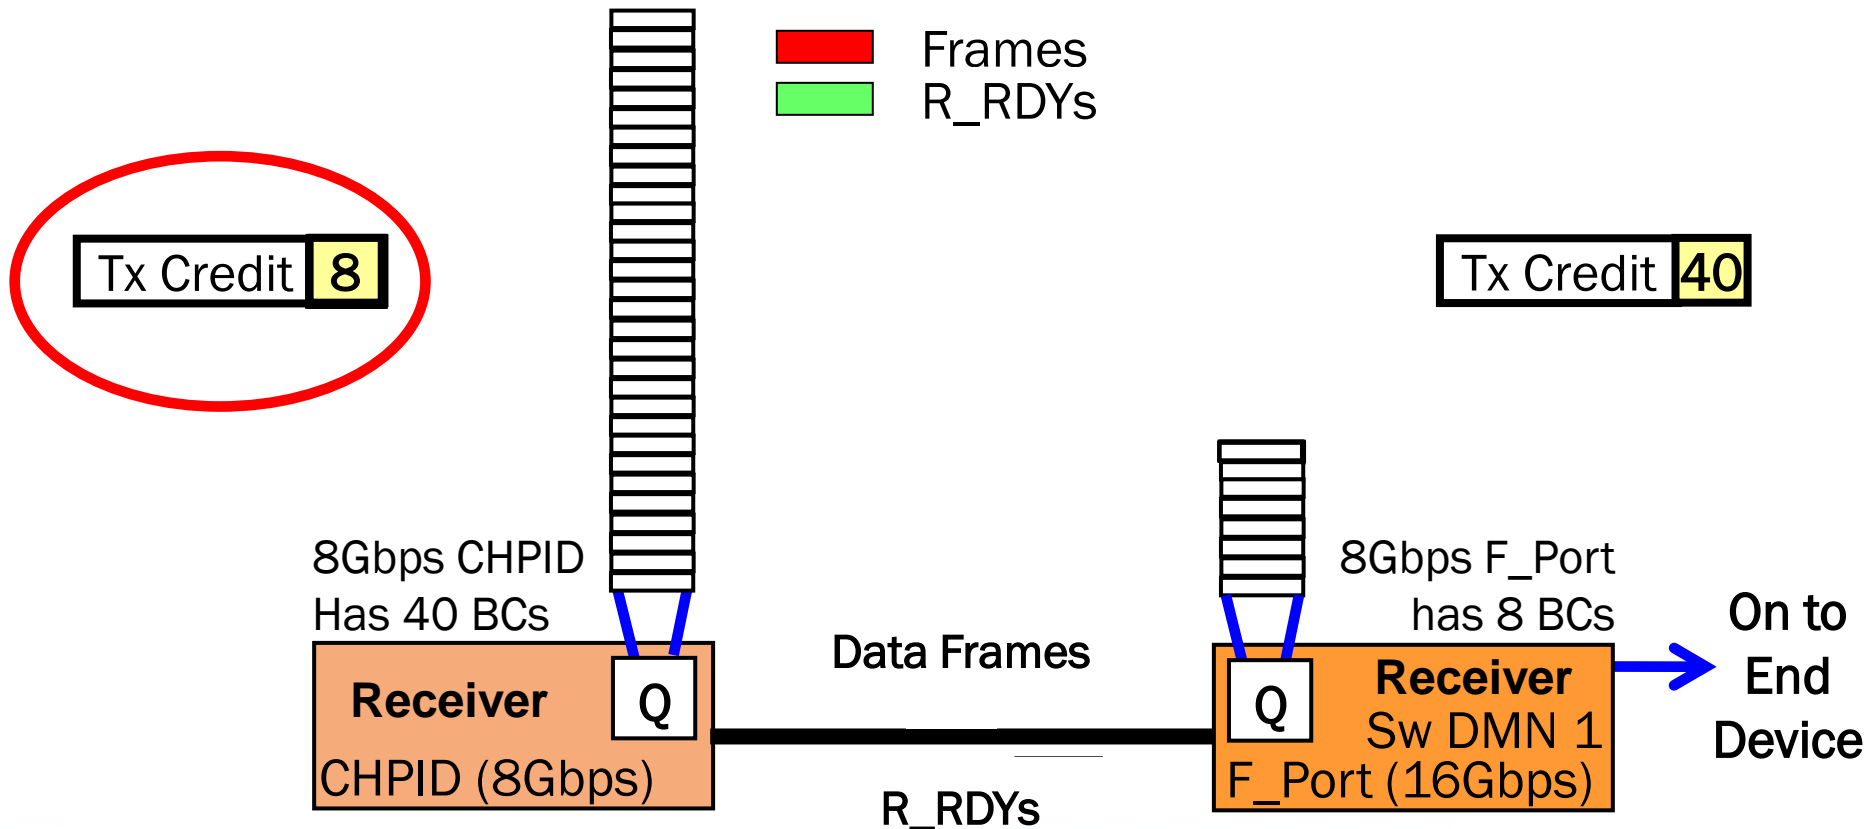 Frames
R_RDYs
Tx Credit 8
Tx Credit 40
8Gbps CHPID
Has 40 BCs
8Gbps F_Port
has 8 BCs
On to
End
Device
Data Frames
Receiver
Q
CHPID (8Gbps)
Q
Receiver
Sw DMN 1
F_Port (16Gbps)
R_RDYs